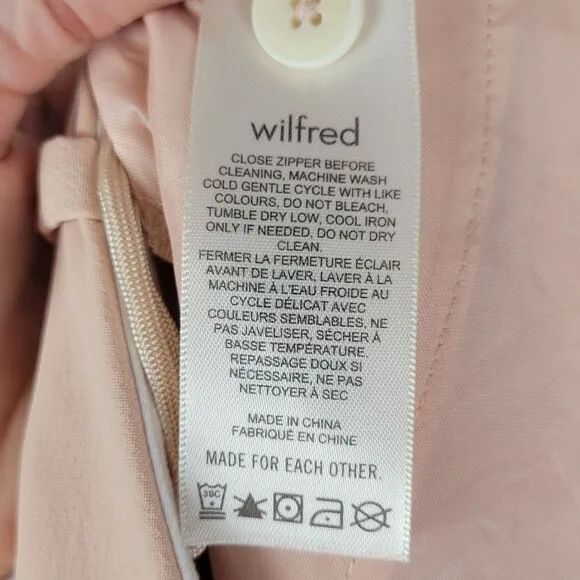 wilfred
CLOSE ZIPPER BEFORE
CLEANING, MACHINE WASH
COLD GENTLE CYCLE WITH LIKE
COLOURS, DO NOT BLEACH,
TUMBLE DRY LOW, COOL IRON
ONLY IF NEEDED, DO NOT DRY
CLEAN.
FERMER LA FERMETURE ÉCLAIR
AVANT DE LAVER, LAVER À LA
MACHINE À L'EAU FROIDE AU
CYCLE DÉLICAT AVEC
COULEURS SEMBLABLES, NE
PAS JAVELISER, SÉCHER À
BASSE TEMPÉRATURE,
REPASSAGE DOUX SI
NÉCESSAIRE, NE PAS
NETTOYER À SEC
MADE IN CHINA
FABRIQUÉ EN CHINE
MADE FOR EACH OTHER.
30C